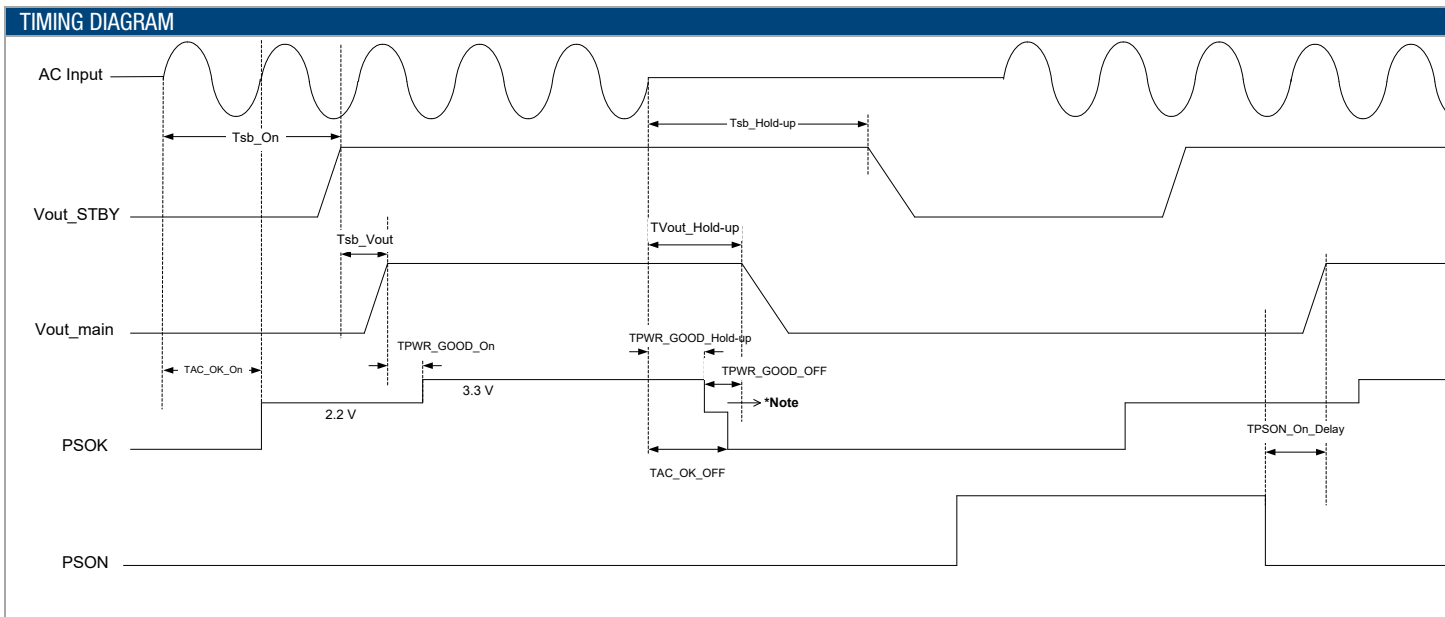 TIMING DIAGRAM
AC Input
Tsb_On
Tsb_Hold-up
Vout_STBY
Tsb_Vout
TVout_Hold-up
Vout_main
TPWR_GOOD_On
TPWR_GOOD_Hold-up
TAC_OK_On
TPWR_GOOD_OFF
3.3 V
*Note
2.2 V
TPSON_On_Delay
PSOK
TAC_OK_OFF
PSON